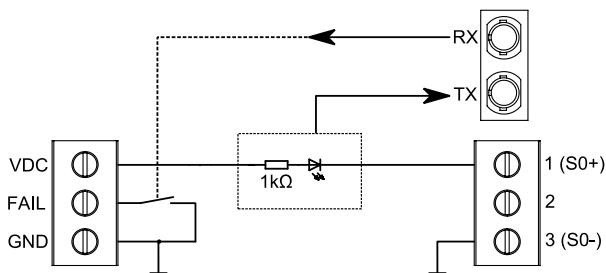 RX
TX
VDC
1kΩ
1 (S0+)
FAIL
2
GND
3 (S0-)